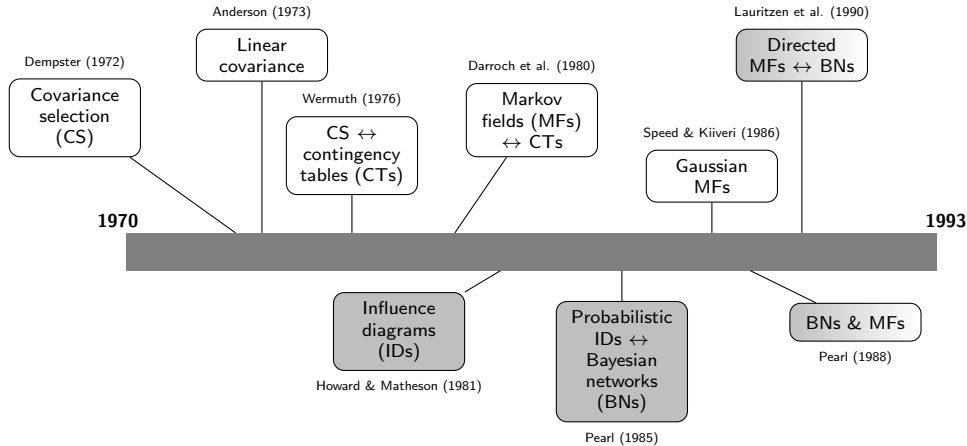 Dempster (1972)
Covariance
selection
(CS)
Anderson (1973)
Linear
covariance
Wermuth (1976)
CS ↔
contingency
tables (CTs)
Darroch et al. (1980)
Markov
fields (MFs)
↔ CTs
Speed & Kiiveri (1986)
Gaussian
MFs
Lauritzen et al. (1990)
Directed
MFs ↔ BNs
1970
1993
Influence
diagrams
(IDs)
Howard & Matheson (1981)
Probabilistic
IDs ↔
Bayesian
networks
(BNs)
Pearl (1985)
BNs & MFs
Pearl (1988)